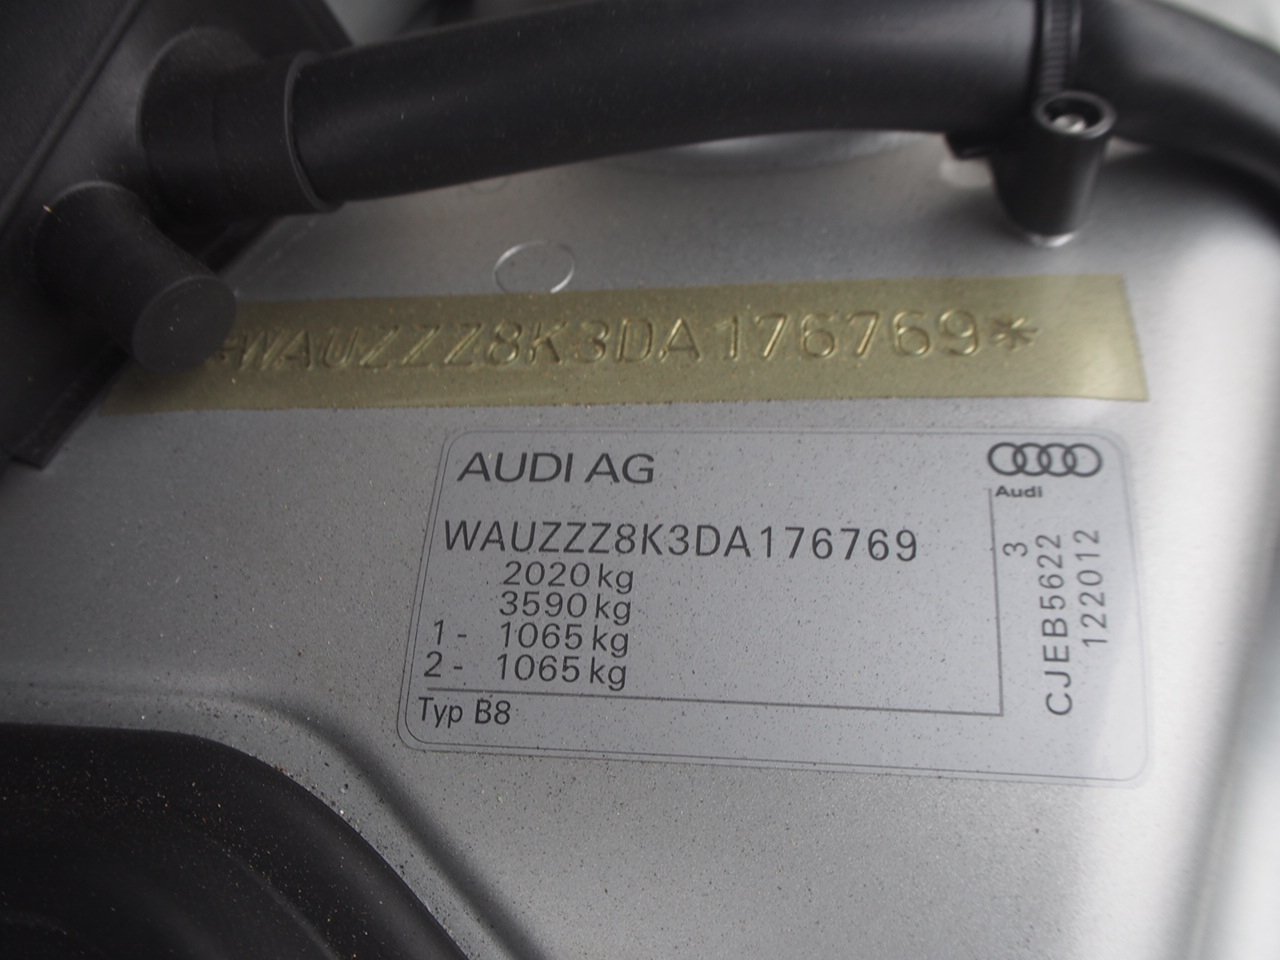 *WAUZZZ8K3DA176769*
AUDI AG
Audi
WAUZZZ8K3DA176769
2020 kg
3590 kg
1 - 1065 kg
2 - 1065 kg
Typ B8
3
CJEB5622
122012